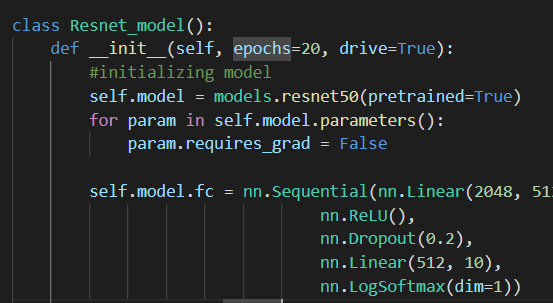 class Resnet_model():
def __init__(self, epochs=20, drive=True):
#initializing model
self.model = models.resnet50(pretrained=True)
for param in self.model.parameters():
param.requires_grad = False
self.model.fc = nn.Sequential(nn.Linear(2048, 512
nn.ReLU(),
nn.Dropout(0.2),
nn.Linear(512, 10),
nn.LogSoftmax(dim=1))